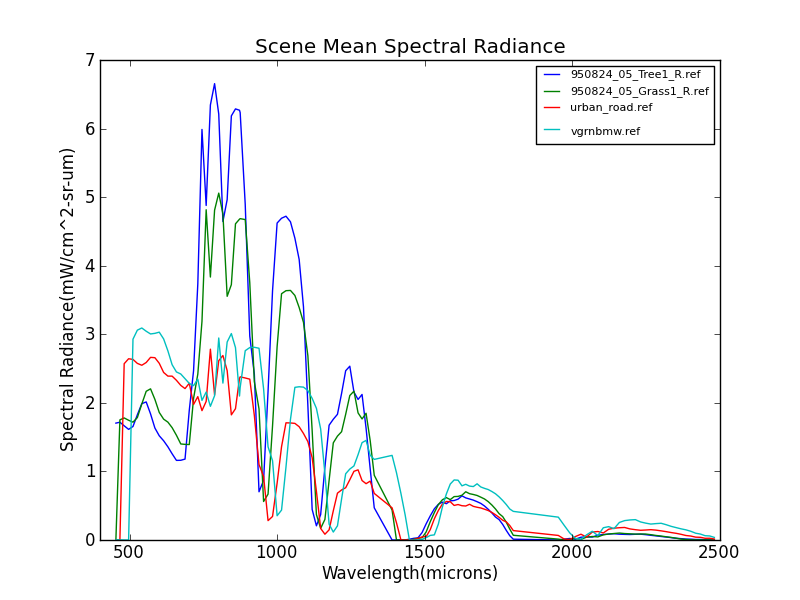 Scene Mean Spectral Radiance
7
6
5
4
3
2
1
0
Spectral Radiance(mW/cm^2-sr-um)
950824_05_Tree1_R.ref
950824_05_Grass1_R.ref
urban_road.ref
vgrnbmw.ref
500 1000 1500 2000 2500
Wavelength(microns)